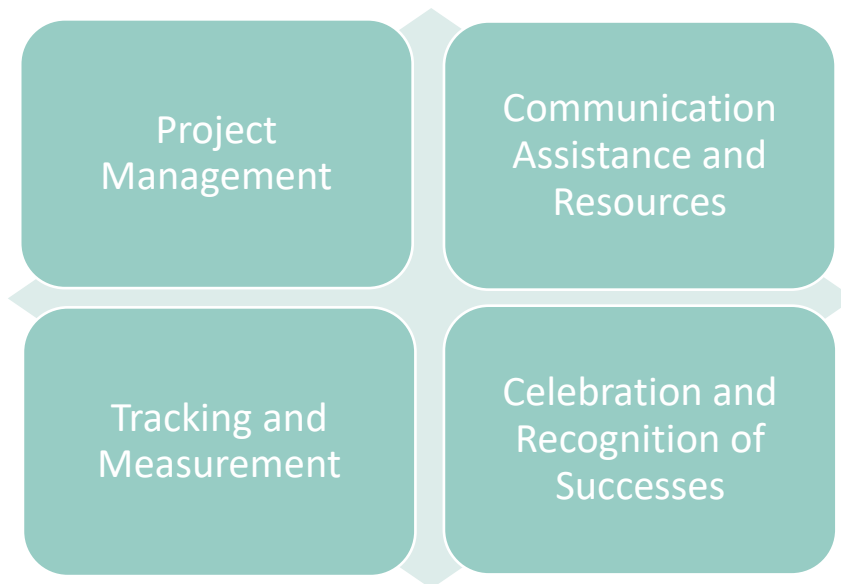 Project
Management
Communication
Assistance and
Resources
Tracking and
Measurement
Celebration and
Recognition of
Successes